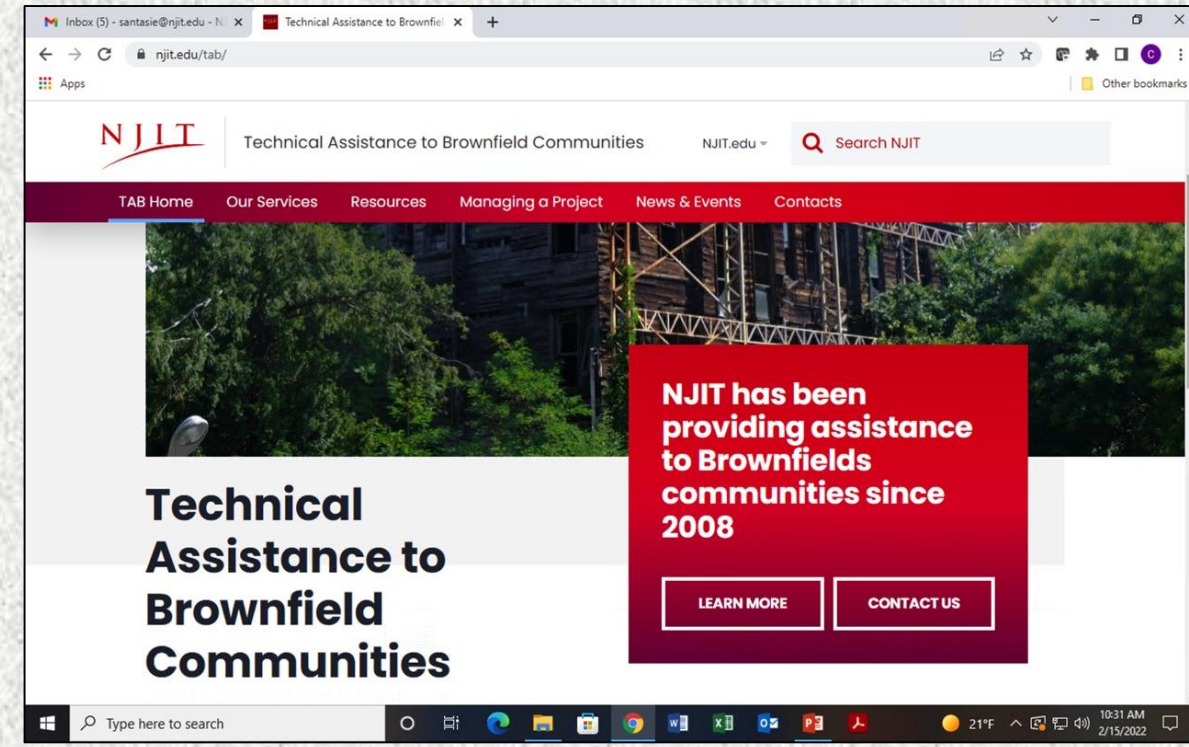 Inbox (5) - santasie@njit.edu - NJ
Technical Assistance to Brownfiel
njit.edu/tab/
C
Apps
Other bookmarks
NJIT
Technical Assistance to Brownfield Communities
NJIT.edu
Search NJIT
TAB Home Our Services Resources Managing a Project News & Events Contacts
NJIT has been
providing assistance
to Brownfields
communities since
2008
LEARN MORE CONTACT US
Technical
Assistance to
Brownfield
Communities
Type here to search
21°F
10:31 AM
2/15/2022